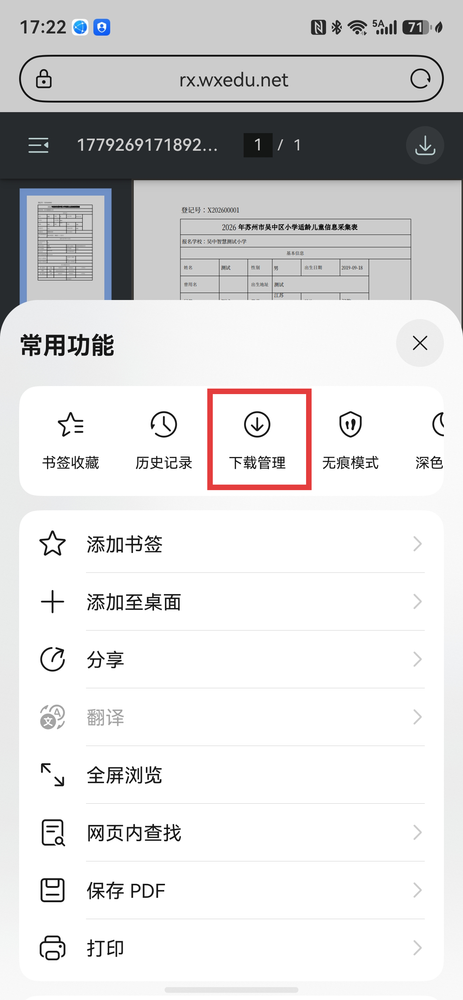 17:22
5A
71
rx.wxedu.net
1779269171892...
1 / 1
登记号：X202600001
2026 年苏州市吴中区小学适龄儿童信息采集表
报名学校：吴中智慧测试小学
基本信息
姓名 测试 性别 男 出生日期 2019-09-18
曾用名 出生地址 测试
江苏
常用功能
书签收藏 历史记录 下载管理 无痕模式 深色
添加书签
添加至桌面
分享
翻译
全屏浏览
网页内查找
保存 PDF
打印